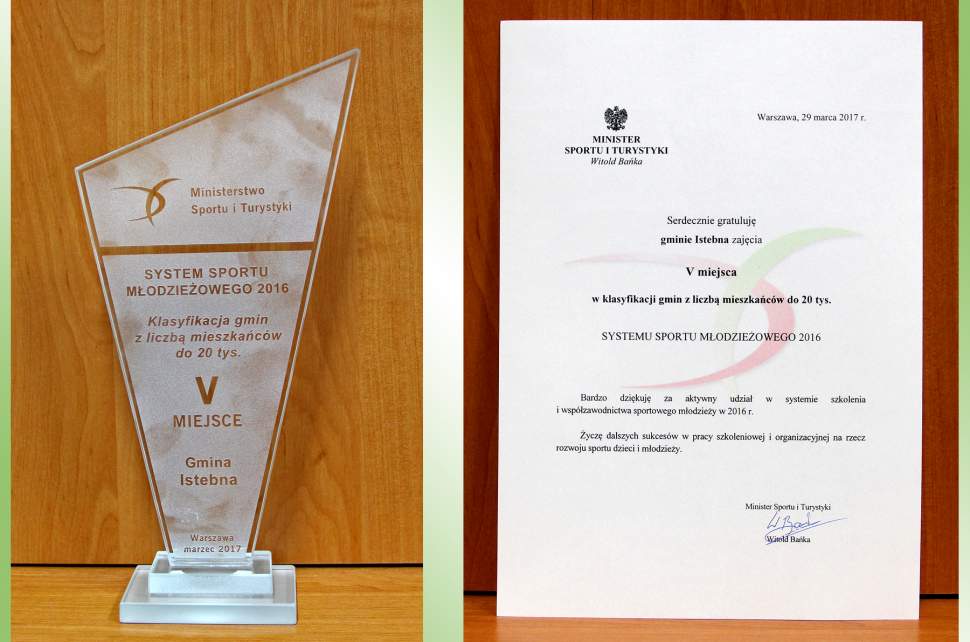 Ministerstwo
Sportu i Turystyki
SYSTEM SPORTU
MŁODZIEŻOWEGO 2016
Klasyfikacja gmin
z liczbą mieszkańców
do 20 tys.
V
MIEJSCE
Gmina
Istebna
Warszawa
marzec 2017
Warszawa, 29 marca 2017 r.
MINISTER
SPORTU I TURYSTYKI
Witold Bańka
Serdecznie gratuluję
gminie Istebna zajęcia
V miejsca
w klasyfikacji gmin z liczbą mieszkańców do 20 tys.
SYSTEMU SPORTU MŁODZIEŻOWEGO 2016
Bardzo dziękuję za aktywny udział w systemie szkolenia
i współzawodnictwa sportowego młodzieży w 2016 r.
Życzę dalszych sukcesów w pracy szkoleniowej i organizacyjnej na rzecz
rozwoju sportu dzieci i młodzieży.
Minister Sportu i Turystyki
Witold Bańka